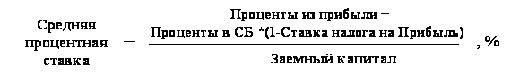 Средняя
процентная
ставка
=
Проценты из прибыли –
Проценты в СБ *(1-Ставка налога на Прибыль)
Заемный капитал
, %